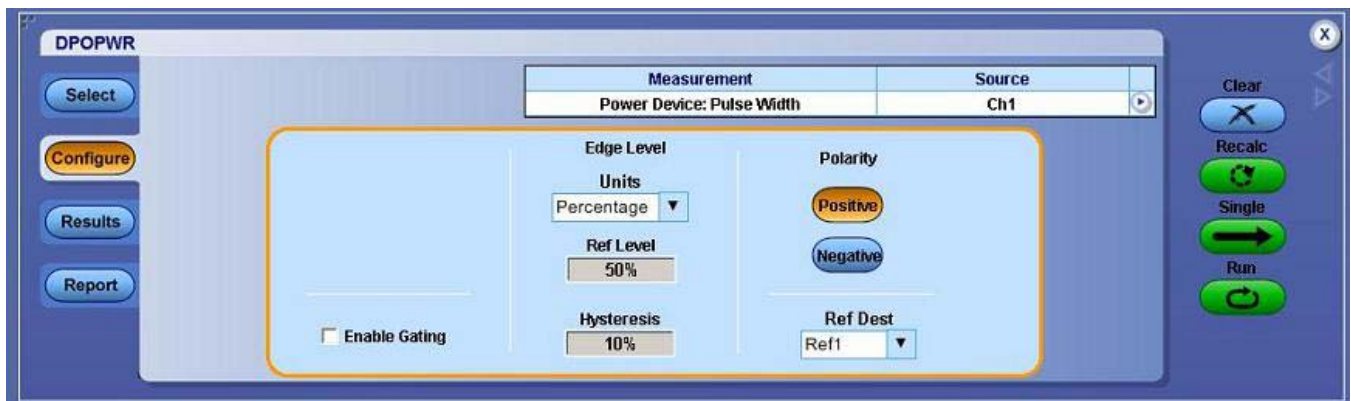 DPOPWR
Select
Configure
Results
Report
Measurement Source
Power Device: Pulse Width Ch1
Edge Level
Units
Percentage
Ref Level
50%
Hysteresis
10%
Polarity
Positive
Negative
Enable Gating
Ref Dest
Ref1
X
Clear
Recalc
Single
Run